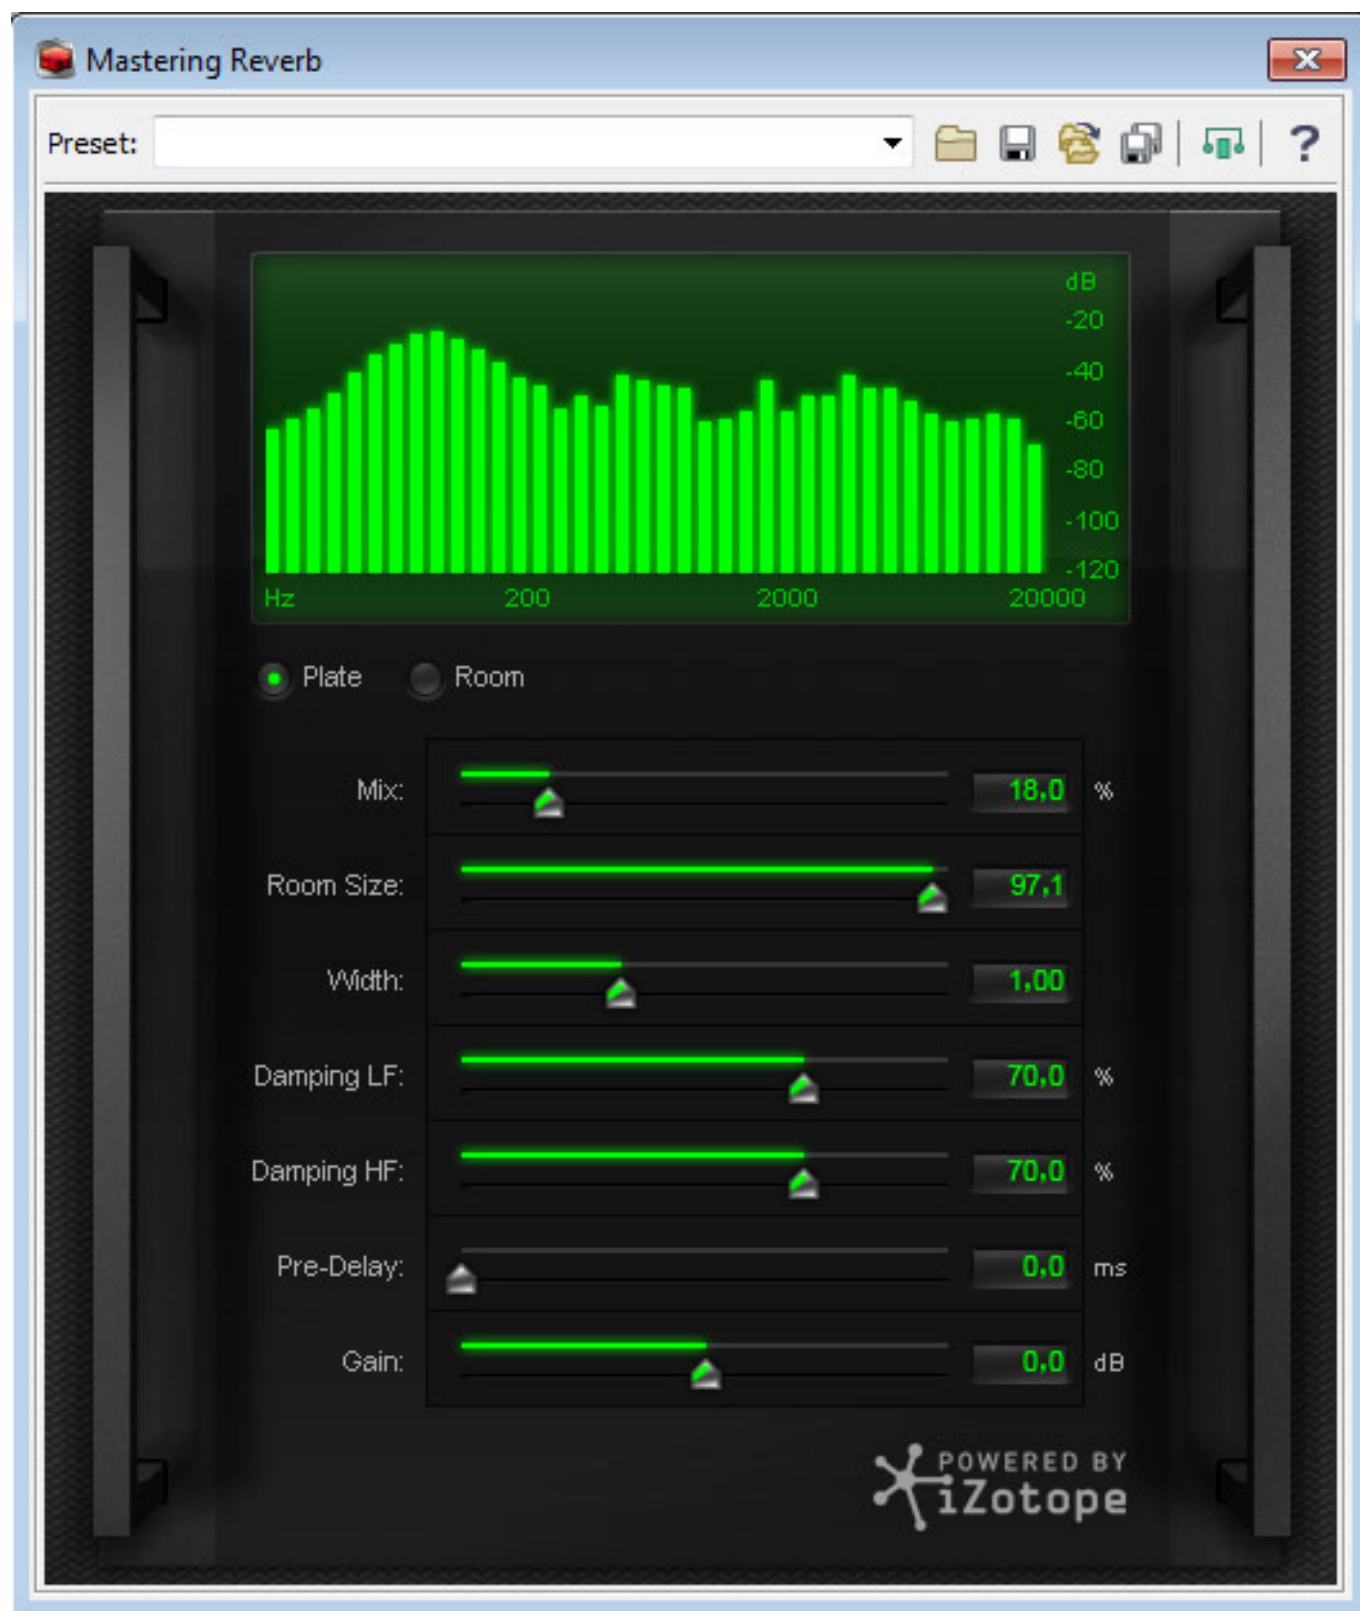 Mastering Reverb
Preset:
?
dB
-20
-40
-60
-80
-100
-120
Hz 200 2000 20000
Plate Room
Mix: 18,0 %
Room Size: 97,1
Width: 1,00
Damping LF: 70,0 %
Damping HF: 70,0 %
Pre-Delay: 0,0 ms
Gain: 0,0 dB
POWERED BY
iZotope